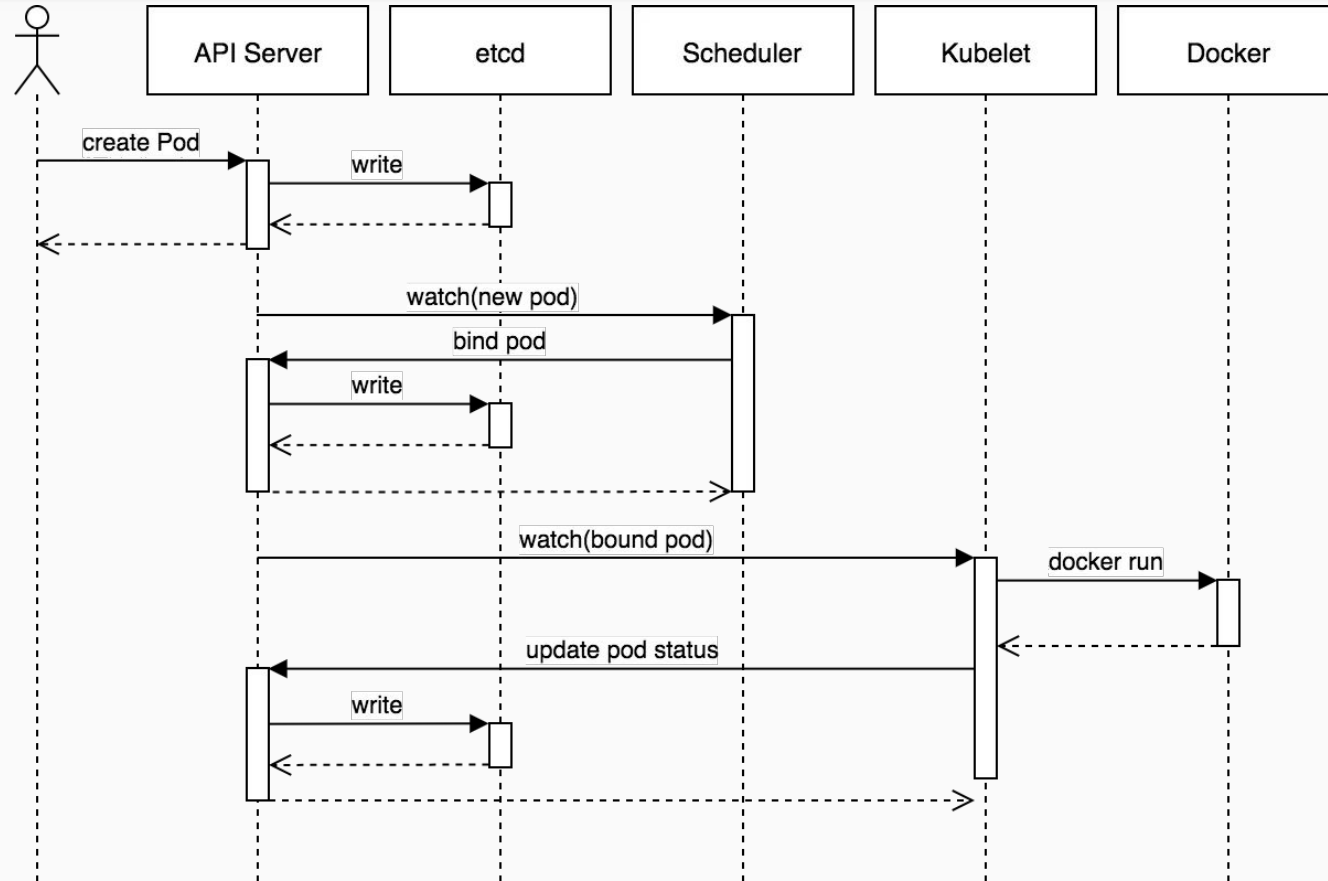 API Server
etcd
Scheduler
Kubelet
Docker
create Pod
write
watch(new pod)
bind pod
write
watch(bound pod)
docker run
update pod status
write